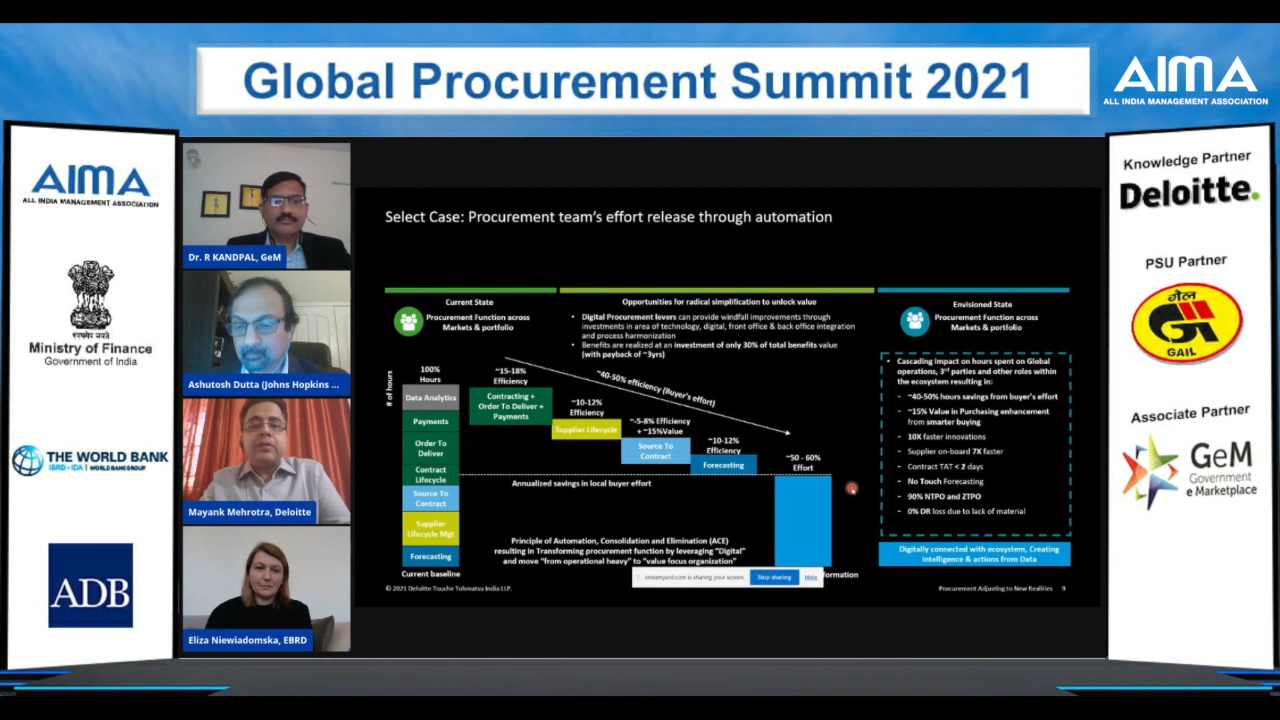 Global Procurement Summit 2021
AIMA
ALL INDIA MANAGEMENT ASSOCIATION
AIMA
ALL INDIA MANAGEMENT ASSOCIATION
सत्यमेव जयते
Ministry of Finance
Government of India
THE WORLD BANK
IBRD • IDA | WORLD BANK GROUP
ADB
Dr. R KANDPAL, GeM
Ashutosh Dutta (Johns Hopkins ...
Mayank Mehrotra, Deloitte
Eliza Niewiadomska, EBRD
Select Case: Procurement team's effort release through automation
Current State
Procurement Function across
Markets & portfolio
Opportunities for radical simplification to unlock value
• Digital Procurement levers can provide windfall improvements through
investments in area of technology, digital, front office & back office integration
and process harmonization
• Benefits are realized at an investment of only 30% of total benefits value
(with payback of ~3yrs)
Envisioned State
Procurement Function across
Markets & portfolio
# of hours
100%
Hours
Data Analytics
Payments
Order To
Deliver
Contract
Lifecycle
Source To
Contract
Supplier
Lifecycle Mgt
Forecasting
Current baseline
~15-18%
Efficiency
Contracting +
Order To Deliver +
Payments
~10-12%
Efficiency
Supplier Lifecycle
~40-50% efficiency (Buyer's effort)
~5-8% Efficiency
+ ~15%Value
Source To
Contract
~10-12%
Efficiency
Forecasting
~50 - 60%
Effort
Annualized savings in local buyer effort
Principle of Automation, Consolidation and Elimination (ACE)
resulting in Transforming procurement function by leveraging "Digital"
and move "from operational heavy" to "value focus organization"
streamyard.com is sharing your screen.
Stop sharing
Hide
formation
• Cascading impact on hours spent on Global
operations, 3rd parties and other roles within
the ecosystem resulting in:
– ~40-50% hours savings from buyer's effort
– ~15% Value in Purchasing enhancement
from smarter buying
– 10X faster innovations
– Supplier on-board 7X faster
– Contract TAT < 2 days
– No Touch Forecasting
– 90% NTPO and ZTPO
– 0% DR loss due to lack of material
Digitally connected with ecosystem, Creating
intelligence & actions from Data
© 2021 Deloitte Touche Tohmatsu India LLP.
Procurement Adjusting to New Realities 9
Knowledge Partner
Deloitte.
PSU Partner
गेल
GAIL
Associate Partner
GeM
Government
e Marketplace